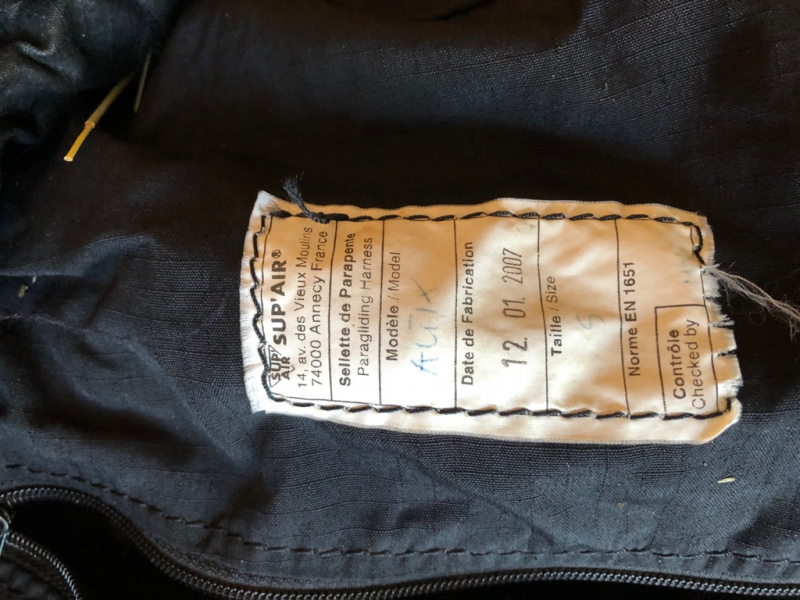 SUP'AIR SUP'AIR®
14, av. des Vieux Moulins
74000 Annecy France
Sellette de Parapente
Paragliding Harness
Modèle / Model
ALTIX
Date de Fabrication
12. 01. 2007
Taille / Size
S
Norme EN 1651
Contrôle
Checked by